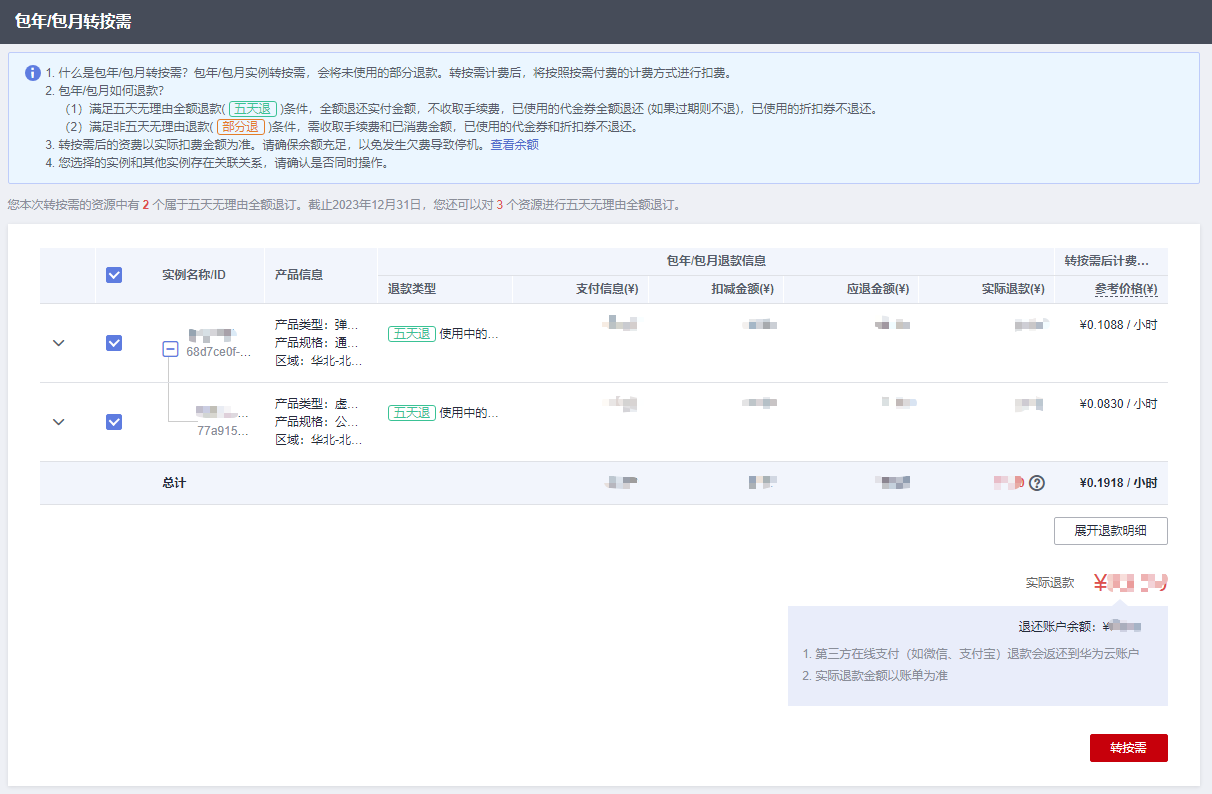 包年/包月转按需
1. 什么是包年/包月转按需？包年/包月实例转按需，会将未使用的部分退款。转按需计费后，将按照按需付费的计费方式进行扣费。
2. 包年/包月如何退款?
（1）满足五天无理由全额退款( 五天退 )条件，全额退还实付金额，不收取手续费，已使用的代金券全额退还 (如果过期则不退)，已使用的折扣券不退还。
（2）满足非五天无理由退款( 部分退 )条件，需收取手续费和已消费金额，已使用的代金券和折扣券不退还。
3. 转按需后的资费以实际扣费金额为准。请确保余额充足，以免发生欠费导致停机。查看余额
4. 您选择的实例和其他实例存在关联关系，请确认是否同时操作。
您本次转按需的资源中有 2 个属于五天无理由全额退订。截止2023年12月31日，您还可以对 3 个资源进行五天无理由全额退订。
实例名称/ID 产品信息 包年/包月退款信息 转按需后计费...
退款类型 支付信息(¥) 扣减金额(¥) 应退金额(¥) 实际退款(¥) 参考价格(¥)
产品类型：弹...
五天退 使用中的... ¥0.1088 / 小时
产品规格：通...
68d7ce0f-...
区域：华北-北...
产品类型：虚...
五天退 使用中的... ¥0.0830 / 小时
产品规格：公...
77a915...
区域：华北-北...
总计 ¥0.1918 / 小时
展开退款明细
实际退款 ¥
退还账户余额：¥
1. 第三方在线支付（如微信、支付宝）退款会返还到华为云账户
2. 实际退款金额以账单为准
转按需